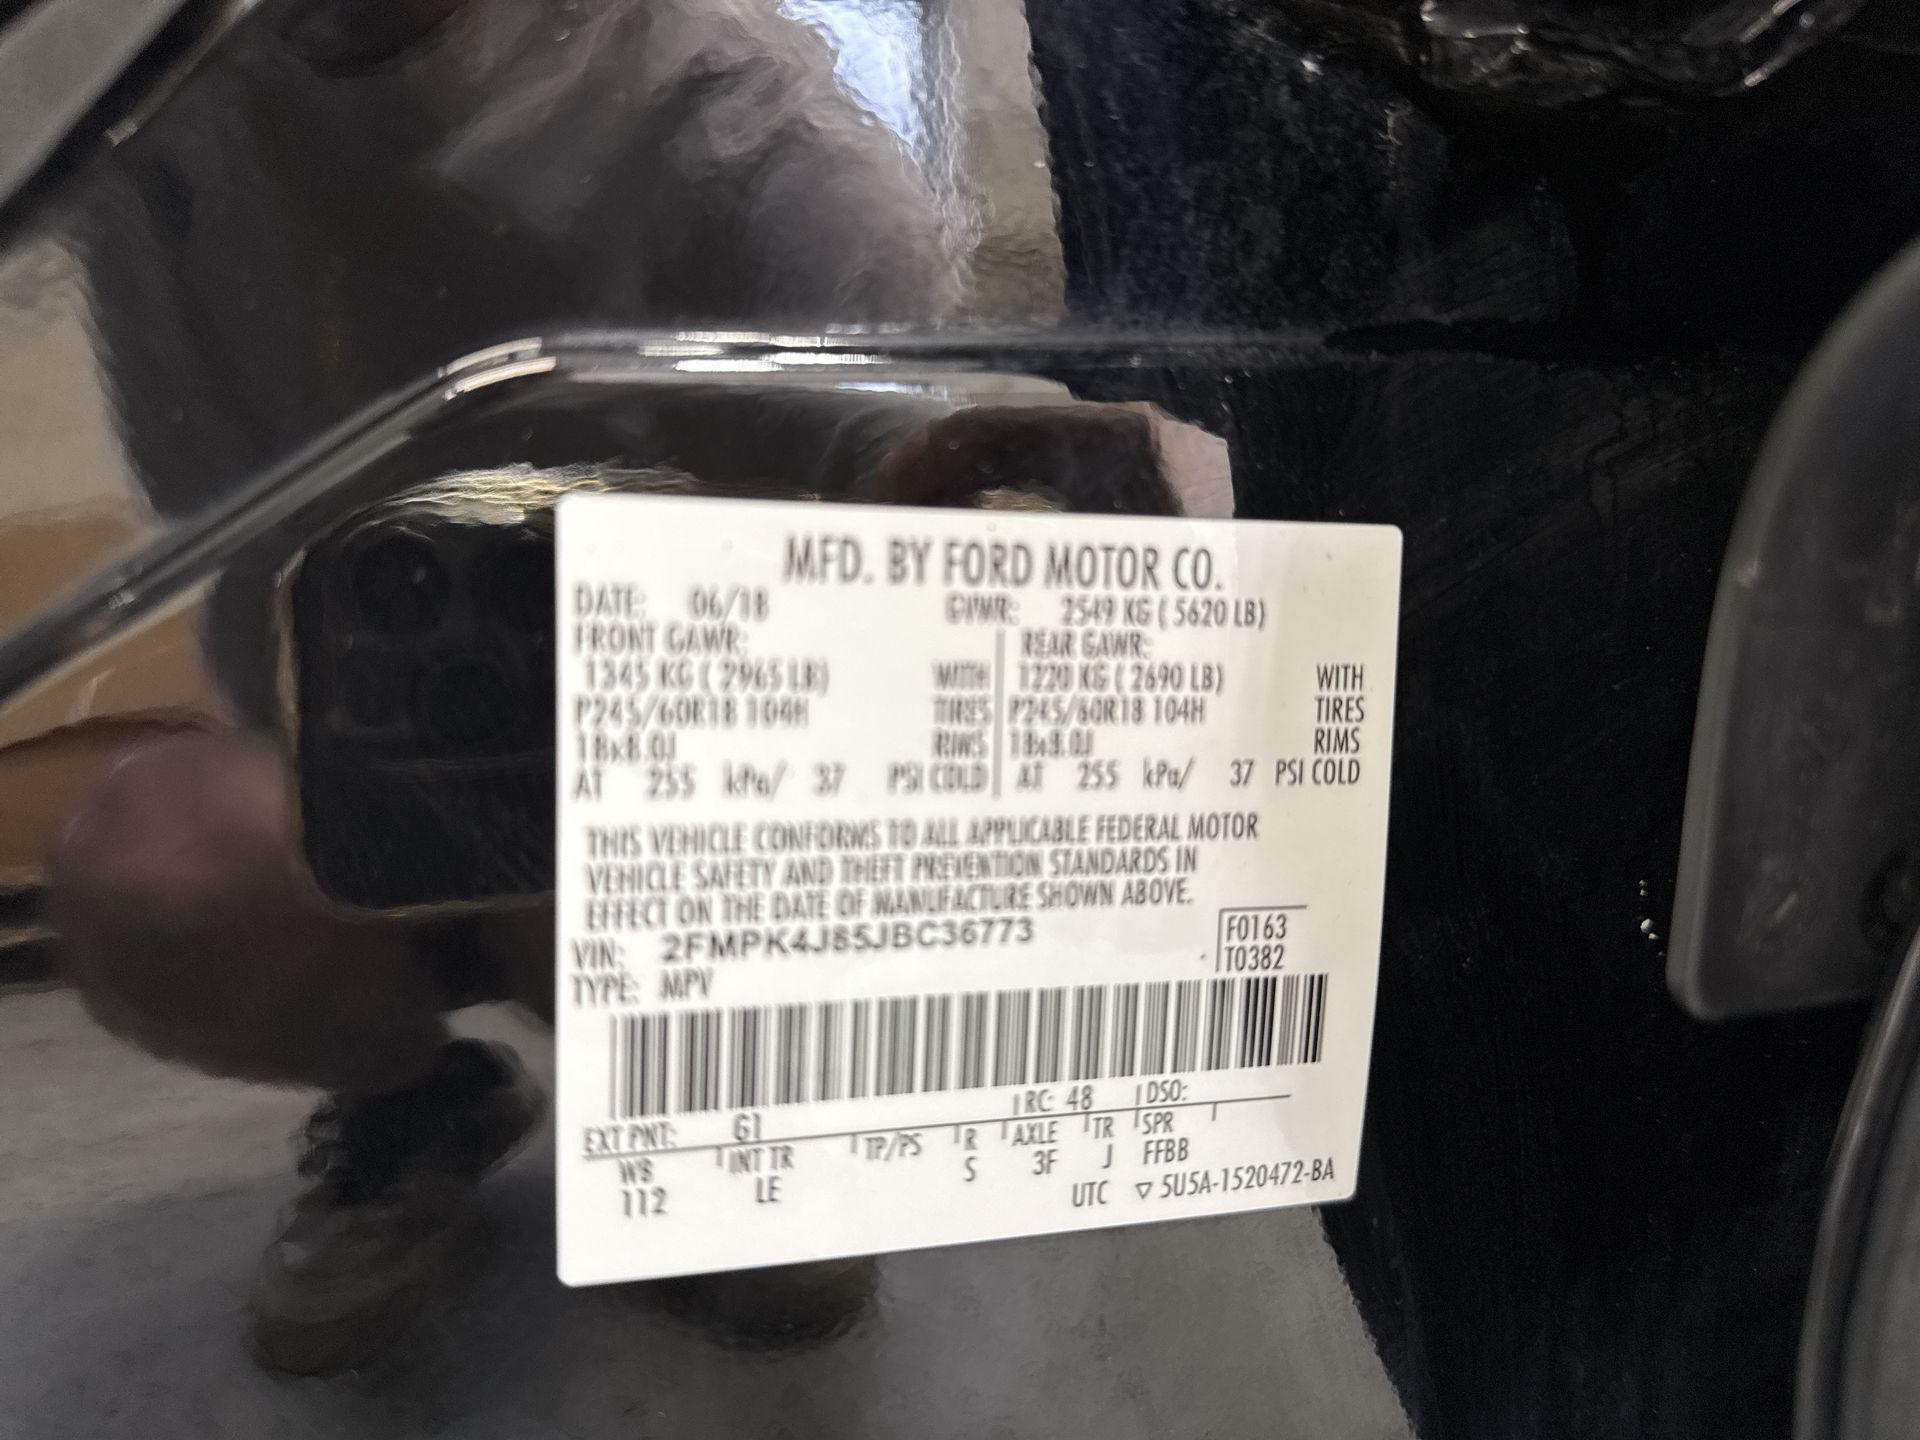 MFD. BY FORD MOTOR CO.
DATE: 06/18 GVWR: 2549 KG ( 5620 LB)
FRONT GAWR: REAR GAWR:
1345 KG ( 2965 LB) WITH 1220 KG ( 2690 LB) WITH
P245/60R18 104H TIRES P245/60R18 104H TIRES
18x8.0J RIMS 18x8.0J RIMS
AT 255 kPa/ 37 PSI COLD AT 255 kPa/ 37 PSI COLD
THIS VEHICLE CONFORMS TO ALL APPLICABLE FEDERAL MOTOR
VEHICLE SAFETY AND THEFT PREVENTION STANDARDS IN
EFFECT ON THE DATE OF MANUFACTURE SHOWN ABOVE.
VIN: 2FMPK4J85JBC36773 F0163
TYPE: MPV T0382
EXT PNT: G1 RC: 48 DSO:
WB INT TR TP/PS R AXLE TR SPR
112 LE S 3F J FFBB
UTC ▽ 5U5A-1520472-BA